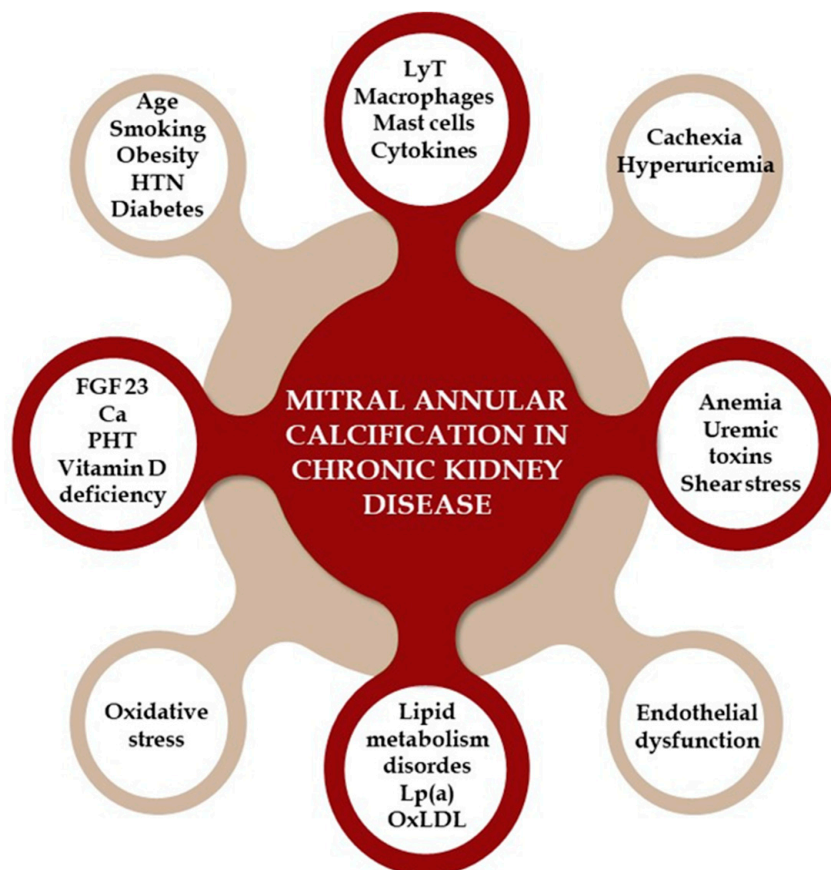 LyT
Macrophages
Mast cells
Cytokines
Age
Smoking
Obesity
HTN
Diabetes
Cachexia
Hyperuricemia
FGF 23
Ca
PHT
Vitamin D
deficiency
MITRAL ANNULAR
CALCIFICATION IN
CHRONIC KIDNEY
DISEASE
Anemia
Uremic
toxins
Shear stress
Oxidative
stress
Lipid
metabolism
disordes
Lp(a)
OxLDL
Endothelial
dysfunction